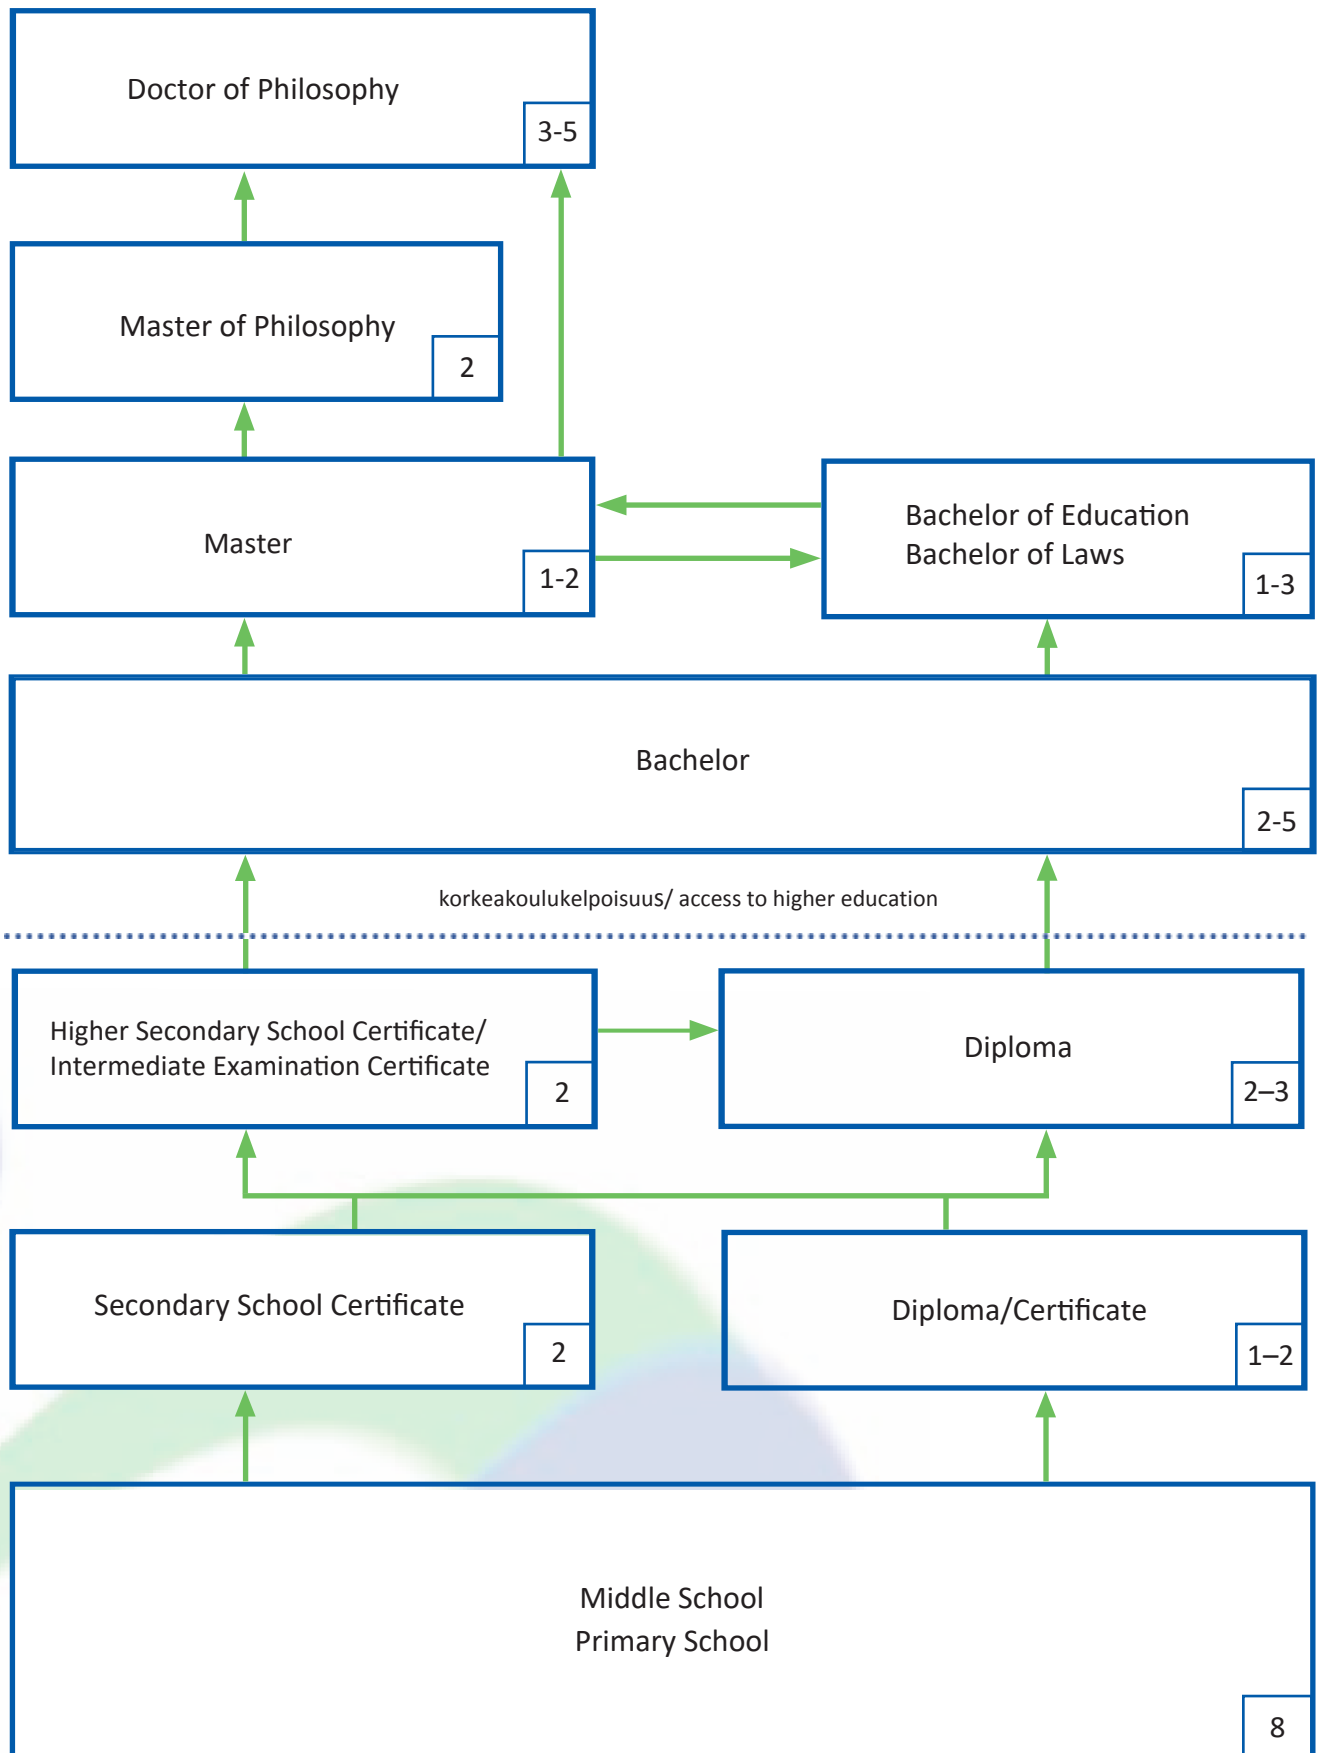 Doctor of Philosophy
3-5
Master of Philosophy
2
Master
1-2
Bachelor of Education
Bachelor of Laws
1-3
Bachelor
2-5
korkeakoulukelpoisuus/ access to higher education
Higher Secondary School Certificate/
Intermediate Examination Certificate
2
Diploma
2–3
Secondary School Certificate
2
Diploma/Certificate
1–2
Middle School
Primary School
8